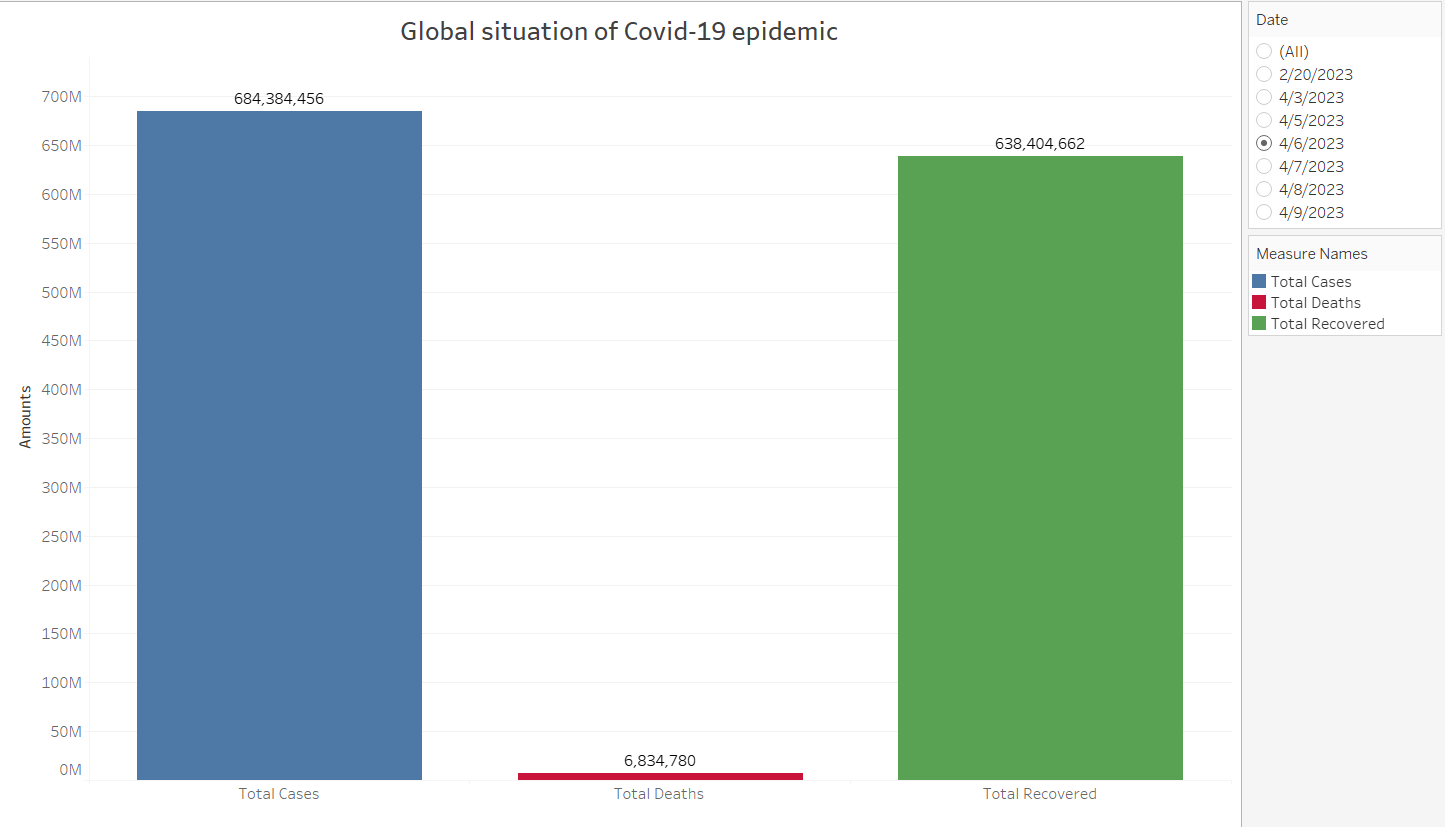 Global situation of Covid-19 epidemic
Amounts
700M
650M
600M
550M
500M
450M
400M
350M
300M
250M
200M
150M
100M
50M
0M
684,384,456
6,834,780
638,404,662
Total Cases
Total Deaths
Total Recovered
Date
(All)
2/20/2023
4/3/2023
4/5/2023
4/6/2023
4/7/2023
4/8/2023
4/9/2023
Measure Names
Total Cases
Total Deaths
Total Recovered